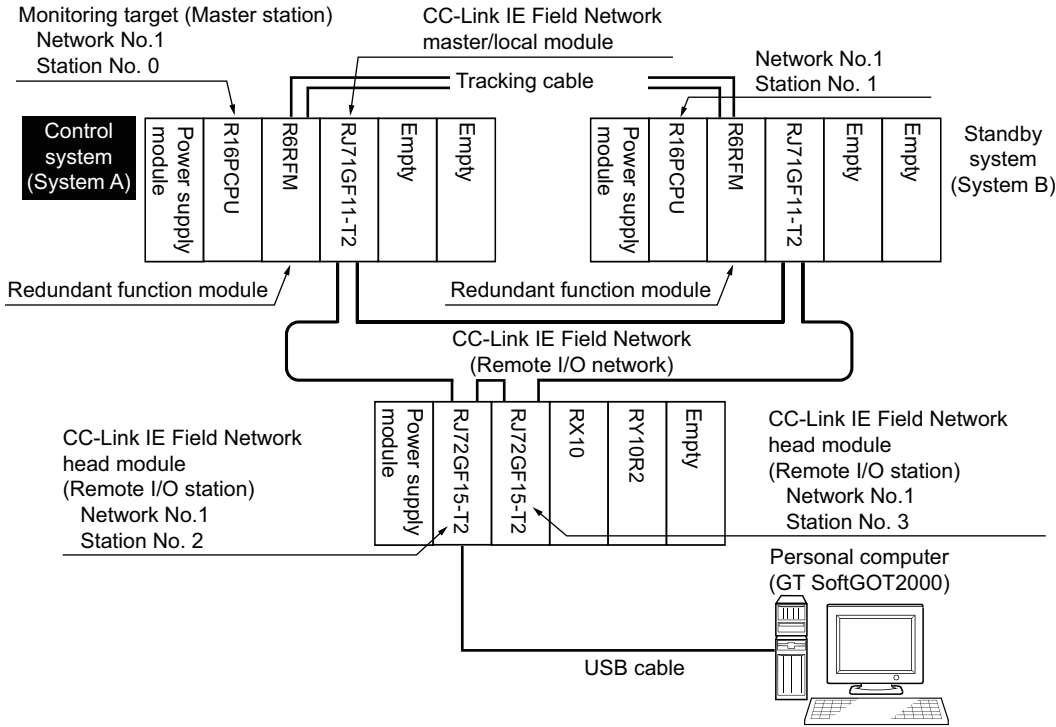 Monitoring target (Master station)
Network No.1
Station No. 0
CC-Link IE Field Network
master/local module
Network No.1
Station No. 1
Tracking cable
Control
system
(System A)
Power supply
module
R16PCPU
R6RFM
RJ71GF11-T2
Empty
Empty
Power supply
module
R16PCPU
R6RFM
RJ71GF11-T2
Empty
Empty
Standby
system
(System B)
Redundant function module
Redundant function module
CC-Link IE Field Network
(Remote I/O network)
CC-Link IE Field Network
head module
(Remote I/O station)
Network No.1
Station No. 2
Power supply
module
RJ72GF15-T2
RJ72GF15-T2
RX10
RY10R2
Empty
CC-Link IE Field Network
head module
(Remote I/O station)
Network No.1
Station No. 3
Personal computer
(GT SoftGOT2000)
USB cable